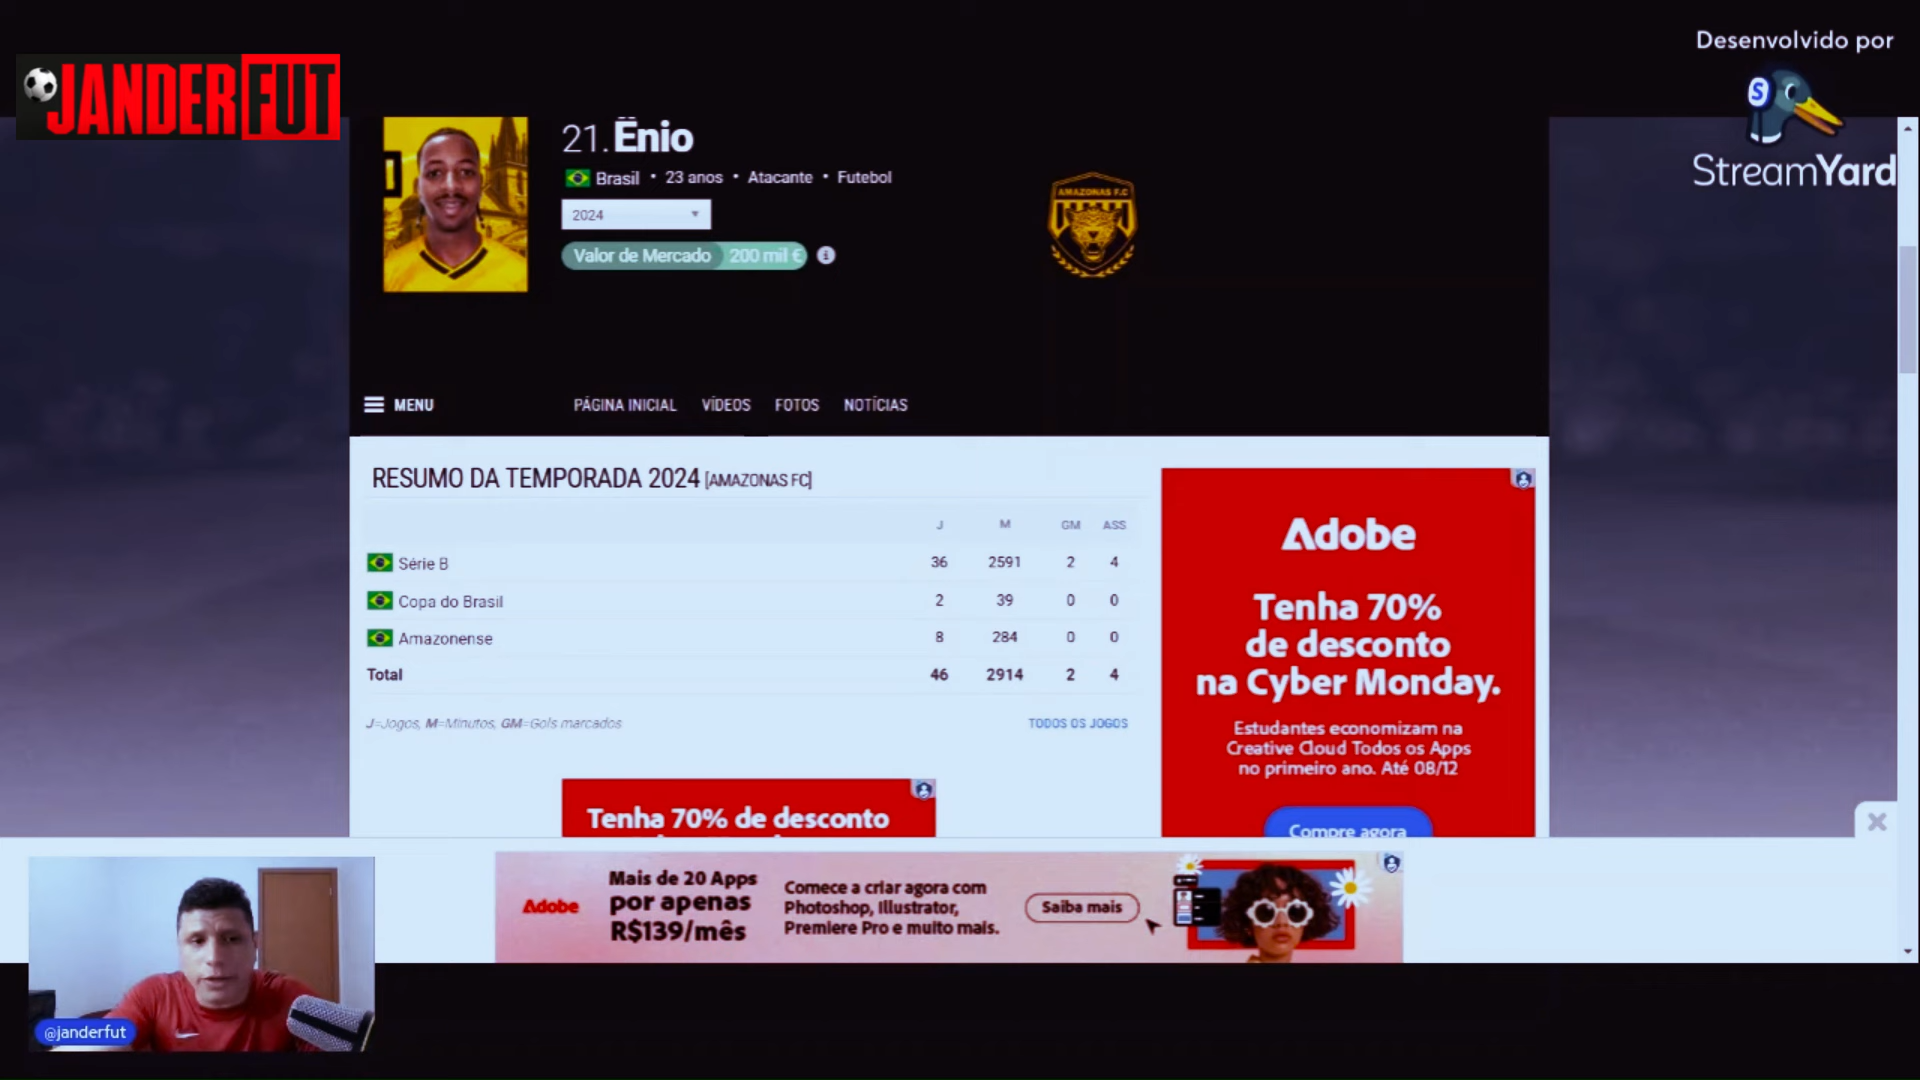 JANDERFUT
Desenvolvido por
S
StreamYard
21. Ênio
Brasil • 23 anos • Atacante • Futebol
2024
Valor de Mercado 200 mil €
AMAZONAS F.C
MENU
PÁGINA INICIAL VÍDEOS FOTOS NOTÍCIAS
RESUMO DA TEMPORADA 2024 [AMAZONAS FC]
J M GM ASS
Série B 36 2591 2 4
Copa do Brasil 2 39 0 0
Amazonense 8 284 0 0
Total 46 2914 2 4
J=Jogos, M=Minutos, GM=Gols marcados
TODOS OS JOGOS
Adobe
Tenha 70%
de desconto
na Cyber Monday.
Estudantes economizam na
Creative Cloud Todos os Apps
no primeiro ano. Até 08/12
Compre agora
Tenha 70% de desconto
Adobe
Mais de 20 Apps
por apenas
R$139/mês
Comece a criar agora com
Photoshop, Illustrator,
Premiere Pro e muito mais.
Saiba mais
@janderfut